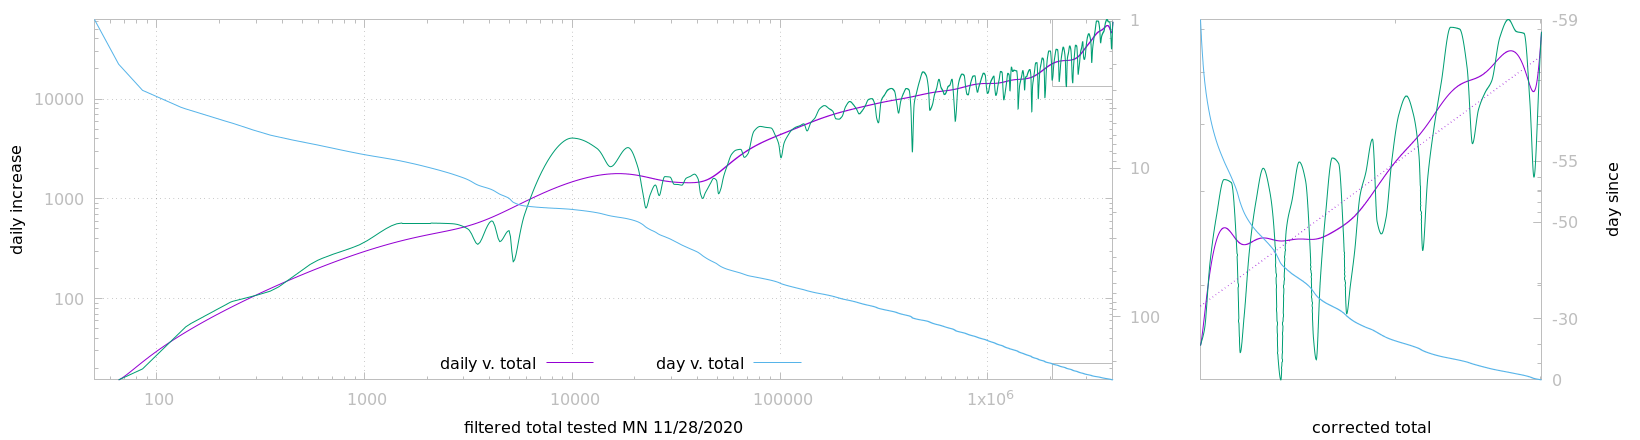 daily increase
10000
1000
100
100
1000
10000
100000
1x10^6
1
10
100
daily v. total
day v. total
filtered total tested MN 11/28/2020
-59
-55
-50
-30
0
day since
corrected total